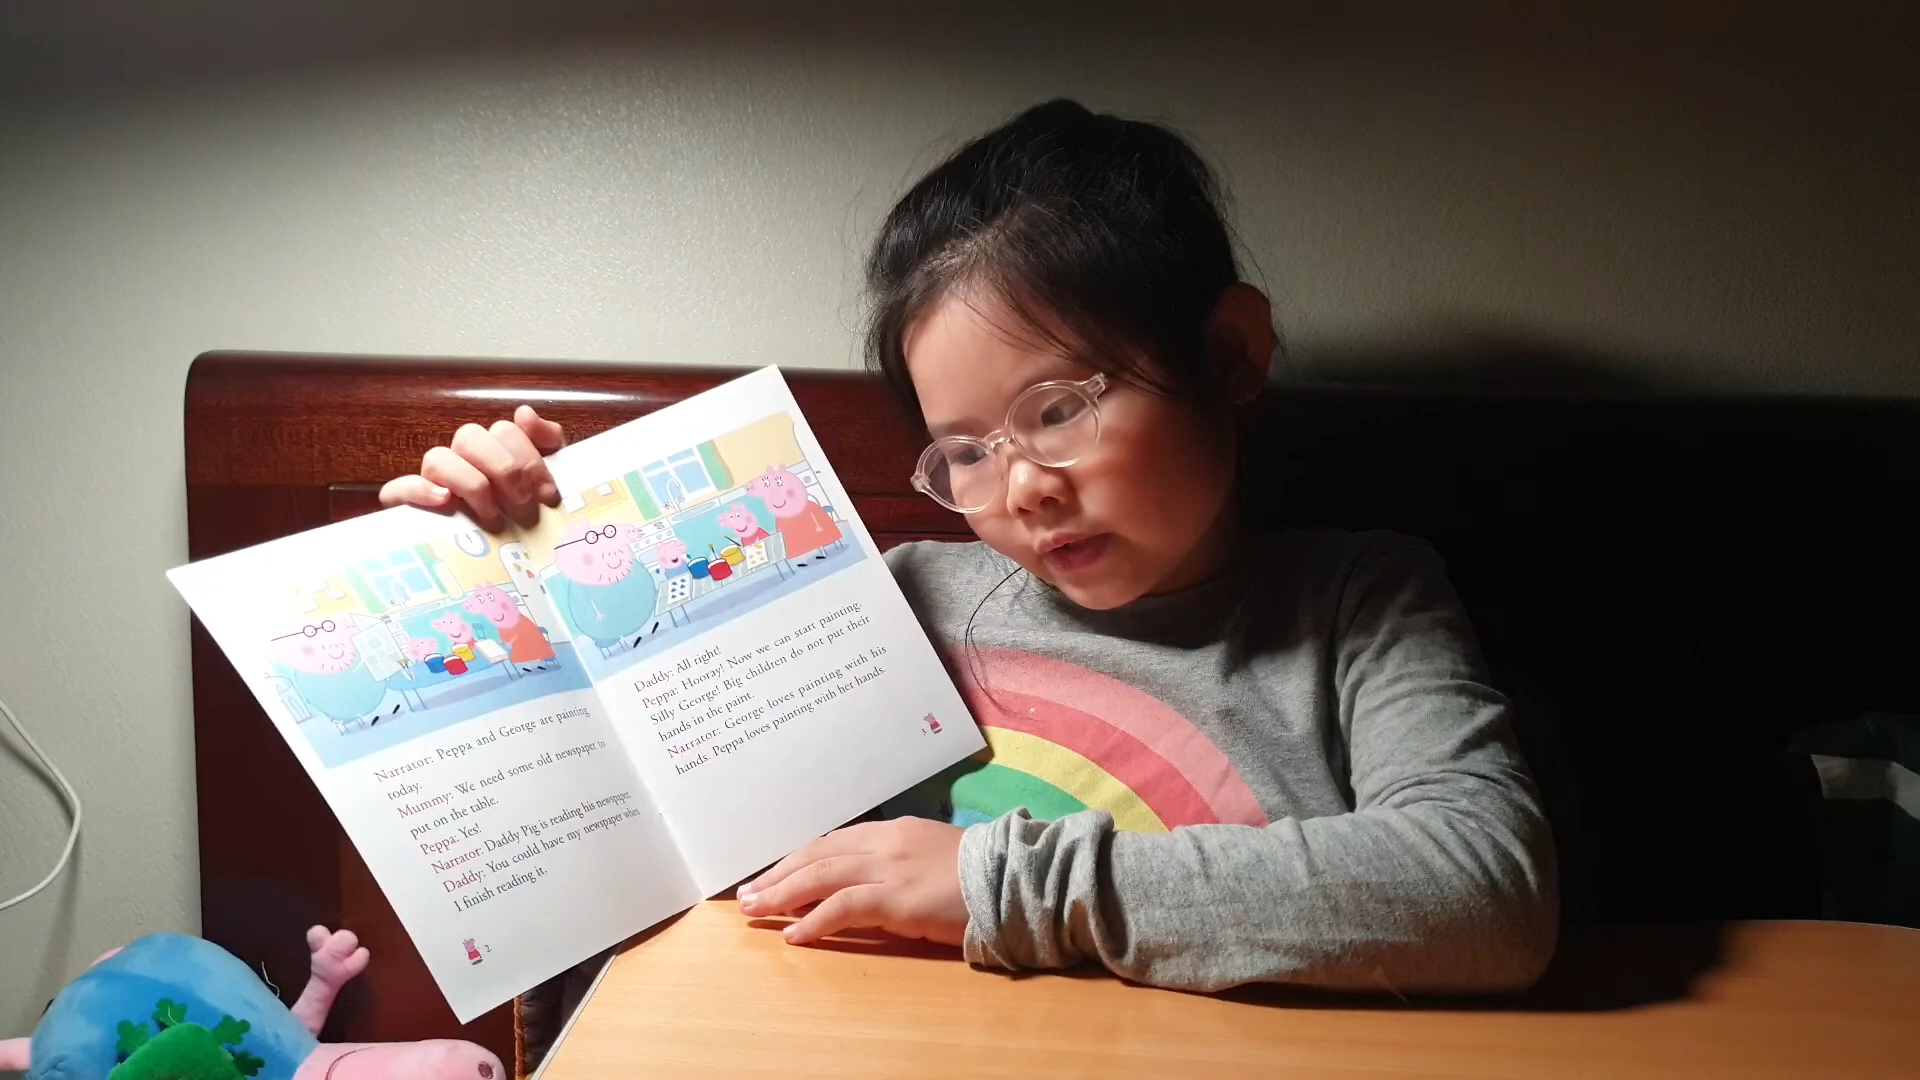 Narrator: Peppa and George are painting
today.
Mummy: We need some old newspaper to
put on the table.
Peppa: Yes!
Narrator: Daddy Pig is reading his newspaper.
Daddy: You could have my newspaper when
I finish reading it.
2
Daddy: All right!
Peppa: Hooray! Now we can start painting.
Silly George! Big children do not put their
hands in the paint.
Narrator: George loves painting with his
hands. Peppa loves painting with her hands.
3